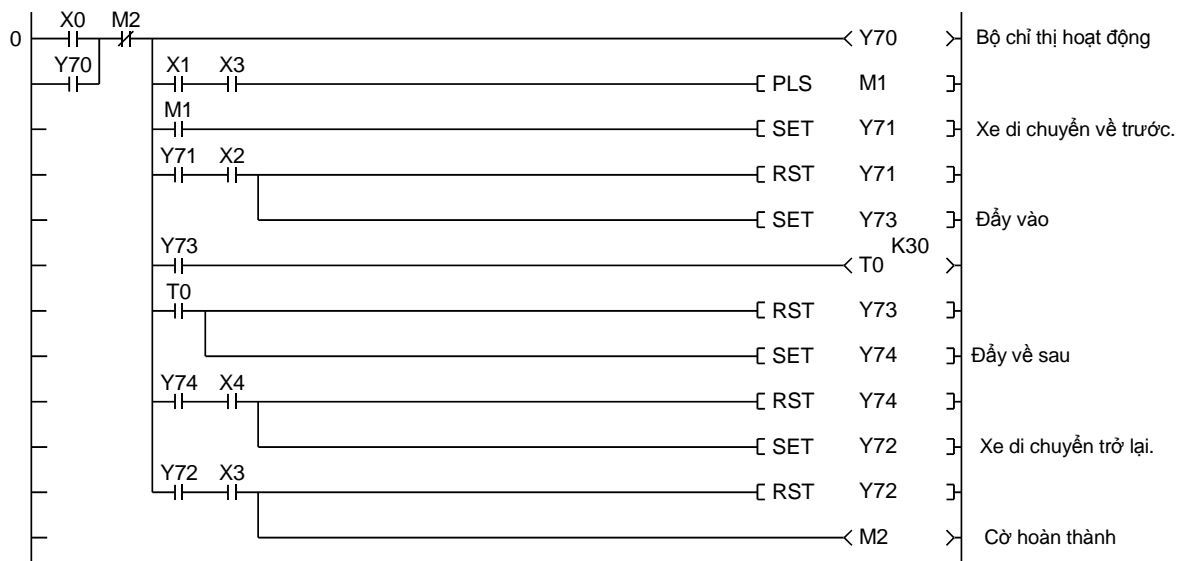 X0 M2
0 Y70 Bộ chỉ thị hoạt động
Y70 X1 X3
PLS M1
M1
SET Y71 Xe di chuyển về trước.
Y71 X2
RST Y71
SET Y73 Đẩy vào
Y73 K30
T0
T0
RST Y73
SET Y74 Đẩy về sau
Y74 X4
RST Y74
SET Y72 Xe di chuyển trở lại.
Y72 X3
RST Y72
M2 Cờ hoàn thành